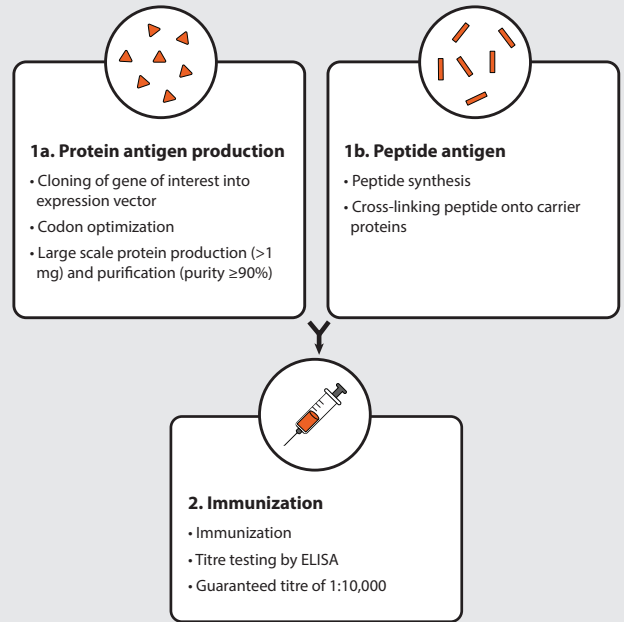 1a. Protein antigen production
• Cloning of gene of interest into
expression vector
• Codon optimization
• Large scale protein production (>1
mg) and purification (purity ≥90%)
1b. Peptide antigen
• Peptide synthesis
• Cross-linking peptide onto carrier
proteins
2. Immunization
• Immunization
• Titre testing by ELISA
• Guaranteed titre of 1:10,000